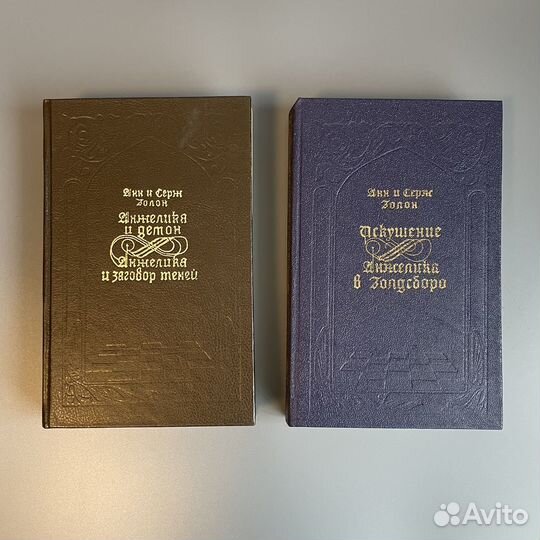 Анн и Серж
Голон
Анжелика
и демон
Анжелика
и заговор теней
Анн и Серж
Голон
Искушение
Анжелика
в Голдсборо
Avito